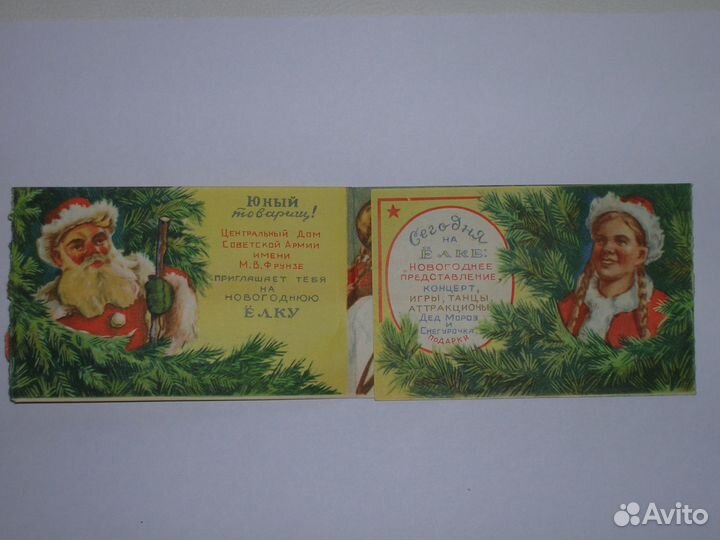 Юный
товарищ!
Центральный Дом
Советской Армии
имени
М.В.Фрунзе
приглашает тебя
на
новогоднюю
ёлку
Сегодня
на
ёлке:
Новогоднее
представление,
концерт,
игры, танцы,
аттракционы
Дед Мороз
и
Снегурочка
подарки
Avito